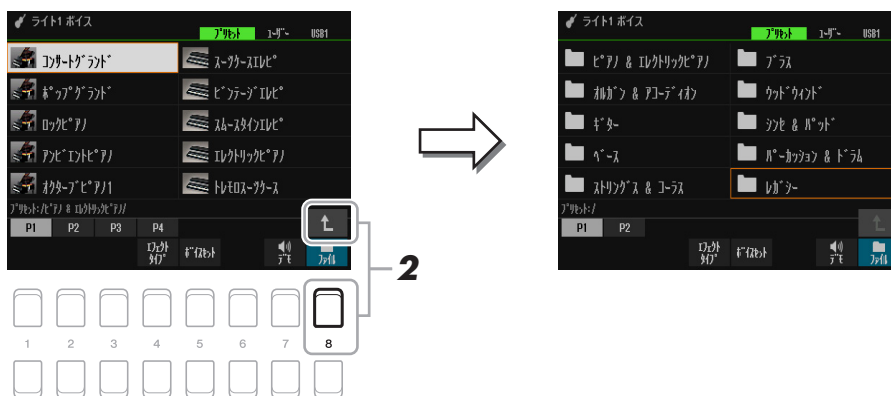 ライト1 ボイス
プリセット ユーザー USB1
コンサートグランド スーツケースエレピ
ポップグランド ビンテージエレピ
ロックピアノ スムースタインエレピ
アンビエントピアノ エレクトリックピアノ
オクターブピアノ1 トレモロスーツケース
プリセット:/ピアノ & エレクトリックピアノ/
P1 P2 P3 P4
エフェクト
タイプ ボイスセット デモ ファイル
2
1 2 3 4 5 6 7 8
ライト1 ボイス
プリセット ユーザー USB1
ピアノ & エレクトリックピアノ ブラス
オルガン & アコーディオン ウッドウィンド
ギター シンセ & パッド
ベース パーカッション & ドラム
ストリングス & コーラス レガシー
プリセット:/
P1 P2
エフェクト
タイプ ボイスセット デモ ファイル